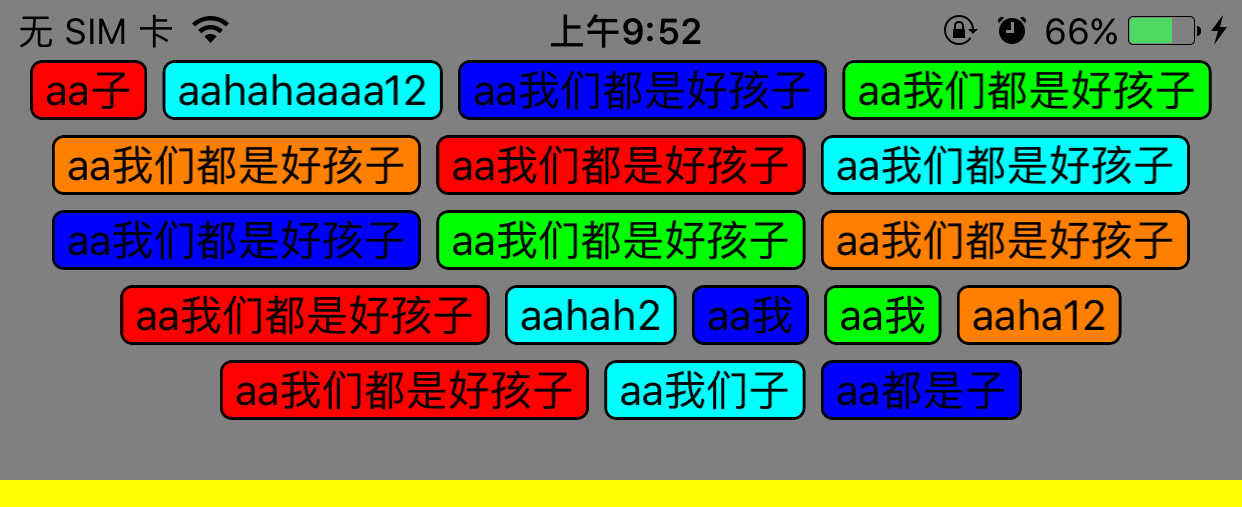 无 SIM 卡 上午9:52 66%
aa子 aahahaaaa12 aa我们都是好孩子 aa我们都是好孩子
aa我们都是好孩子 aa我们都是好孩子 aa我们都是好孩子
aa我们都是好孩子 aa我们都是好孩子 aa我们都是好孩子
aa我们都是好孩子 aahah2 aa我 aa我 aaha12
aa我们都是好孩子 aa我们子 aa都是子